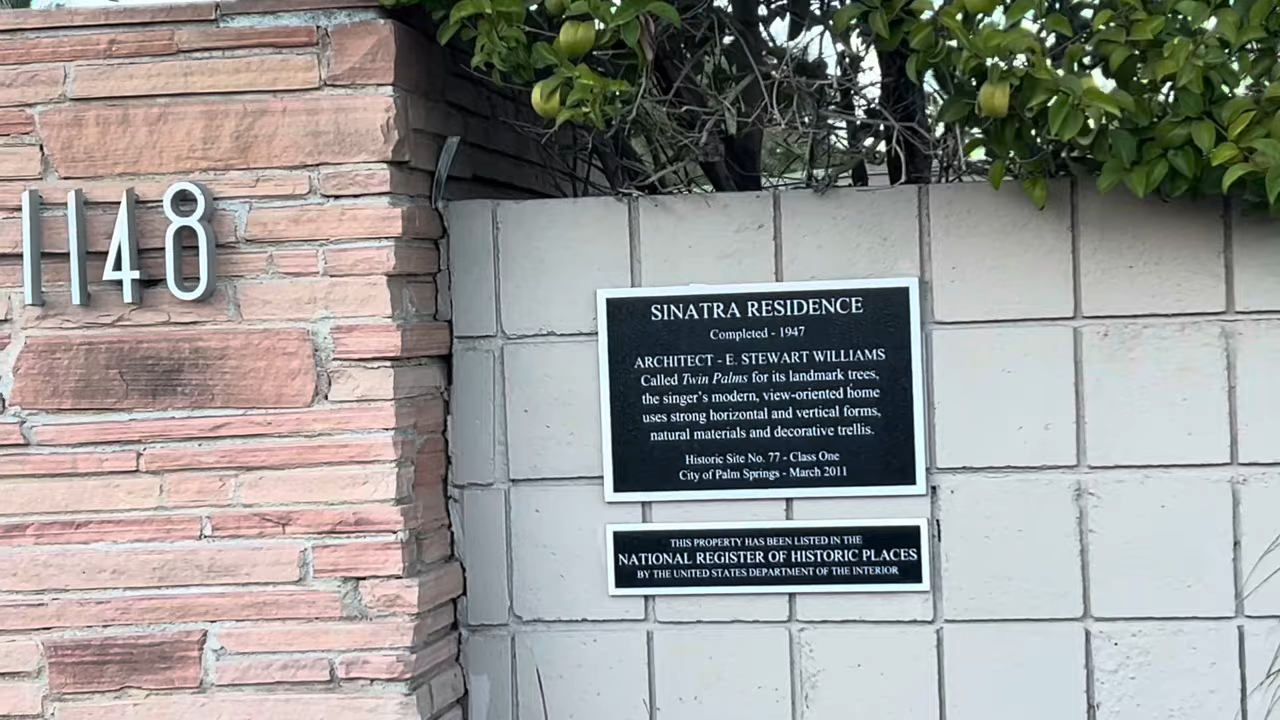 1148
SINATRA RESIDENCE
Completed - 1947
ARCHITECT - E. STEWART WILLIAMS
Called Twin Palms for its landmark trees,
the singer's modern, view-oriented home
uses strong horizontal and vertical forms,
natural materials and decorative trellis.
Historic Site No. 77 - Class One
City of Palm Springs - March 2011
THIS PROPERTY HAS BEEN LISTED IN THE
NATIONAL REGISTER OF HISTORIC PLACES
BY THE UNITED STATES DEPARTMENT OF THE INTERIOR